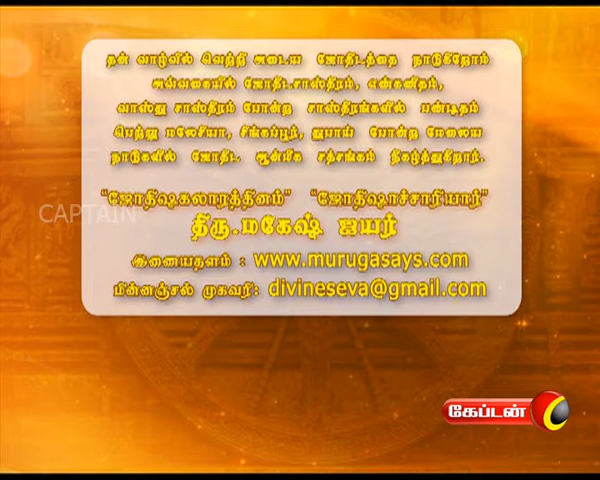 தன் வாழ்வில் வெற்றி அடைய ஜோதிடத்தை நாடுகிறோம்
அவ்வகையில் ஜோதிடசாஸ்திரம், எண்கணிதம்,
வாஸ்து சாஸ்திரம் போன்ற சாஸ்திரங்களில் பண்டிதம்
பெற்று மலேசியா, சிங்கப்பூர், துபாய் போன்ற மேலைய
நாடுகளில் ஜோதிட ஆன்மிக சத்சங்கம் நிகழ்த்துகிறார்.
“ஜோதிஷகலாரத்தினம்” “ஜோதிஷாச்சாரியார்”
CAPTAIN
திரு.மகேஷ் ஐயர்
இணையதளம் : www.murugasays.com
மின்னஞ்சல் முகவரி: divineseva@gmail.com
கேப்டன்